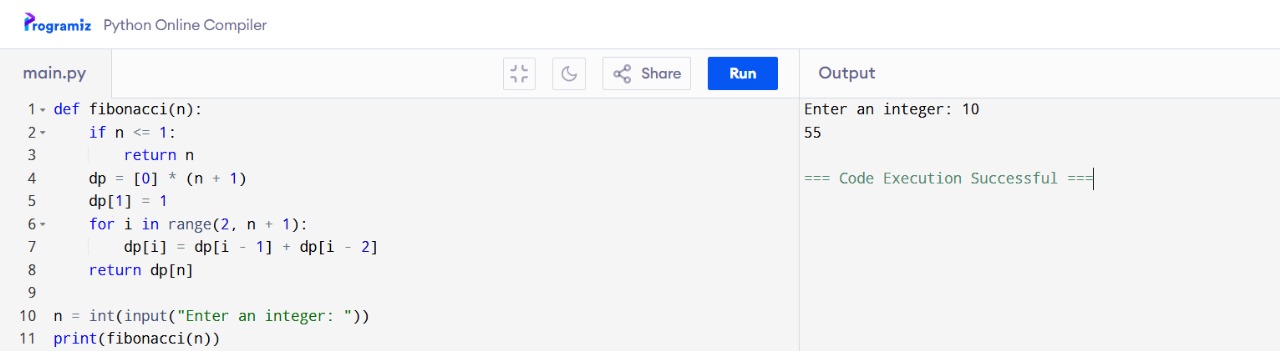 Programiz Python Online Compiler
main.py Share Run Output
1 def fibonacci(n):
2     if n <= 1:
3         return n
4     dp = [0] * (n + 1)
5     dp[1] = 1
6     for i in range(2, n + 1):
7         dp[i] = dp[i - 1] + dp[i - 2]
8     return dp[n]
9
10 n = int(input("Enter an integer: "))
11 print(fibonacci(n))
Enter an integer: 10
55
=== Code Execution Successful ===